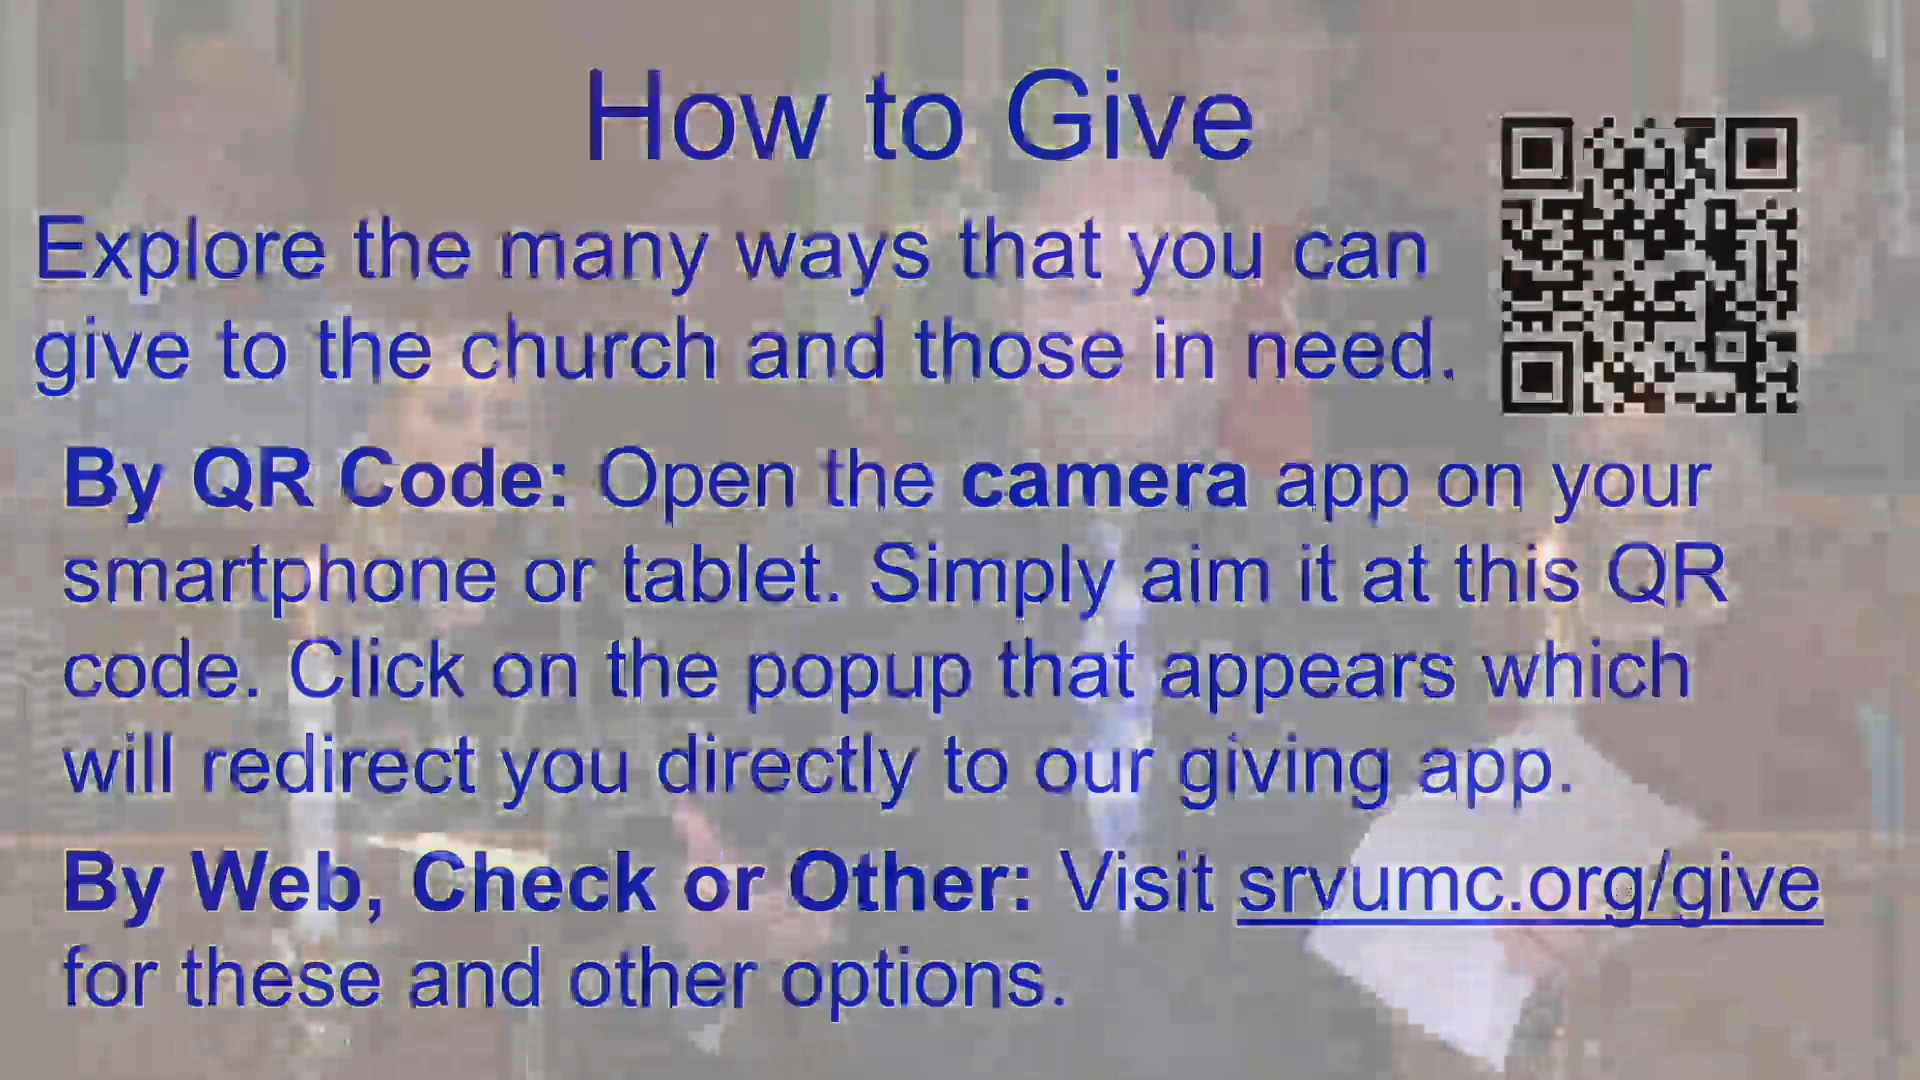 How to Give
Explore the many ways that you can
give to the church and those in need.
By QR Code: Open the camera app on your
smartphone or tablet. Simply aim it at this QR
code. Click on the popup that appears which
will redirect you directly to our giving app.
By Web, Check or Other: Visit srvumc.org/give
for these and other options.